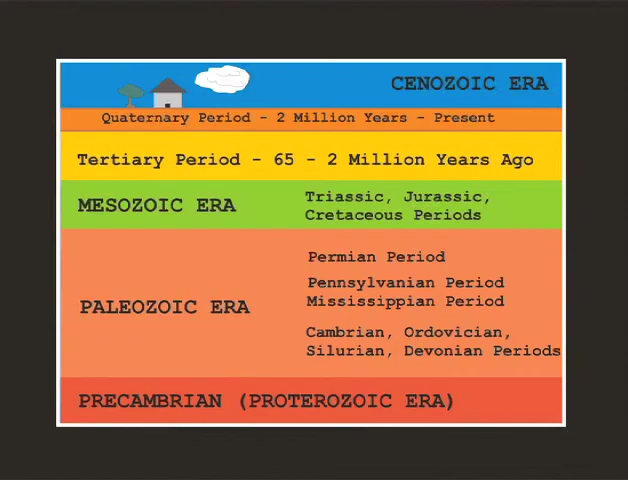 CENOZOIC ERA
Quaternary Period - 2 Million Years - Present
Tertiary Period - 65 - 2 Million Years Ago
MESOZOIC ERA
Triassic, Jurassic,
Cretaceous Periods
PALEOZOIC ERA
Permian Period
Pennsylvanian Period
Mississippian Period
Cambrian, Ordovician,
Silurian, Devonian Periods
PRECAMBRIAN (PROTEROZOIC ERA)